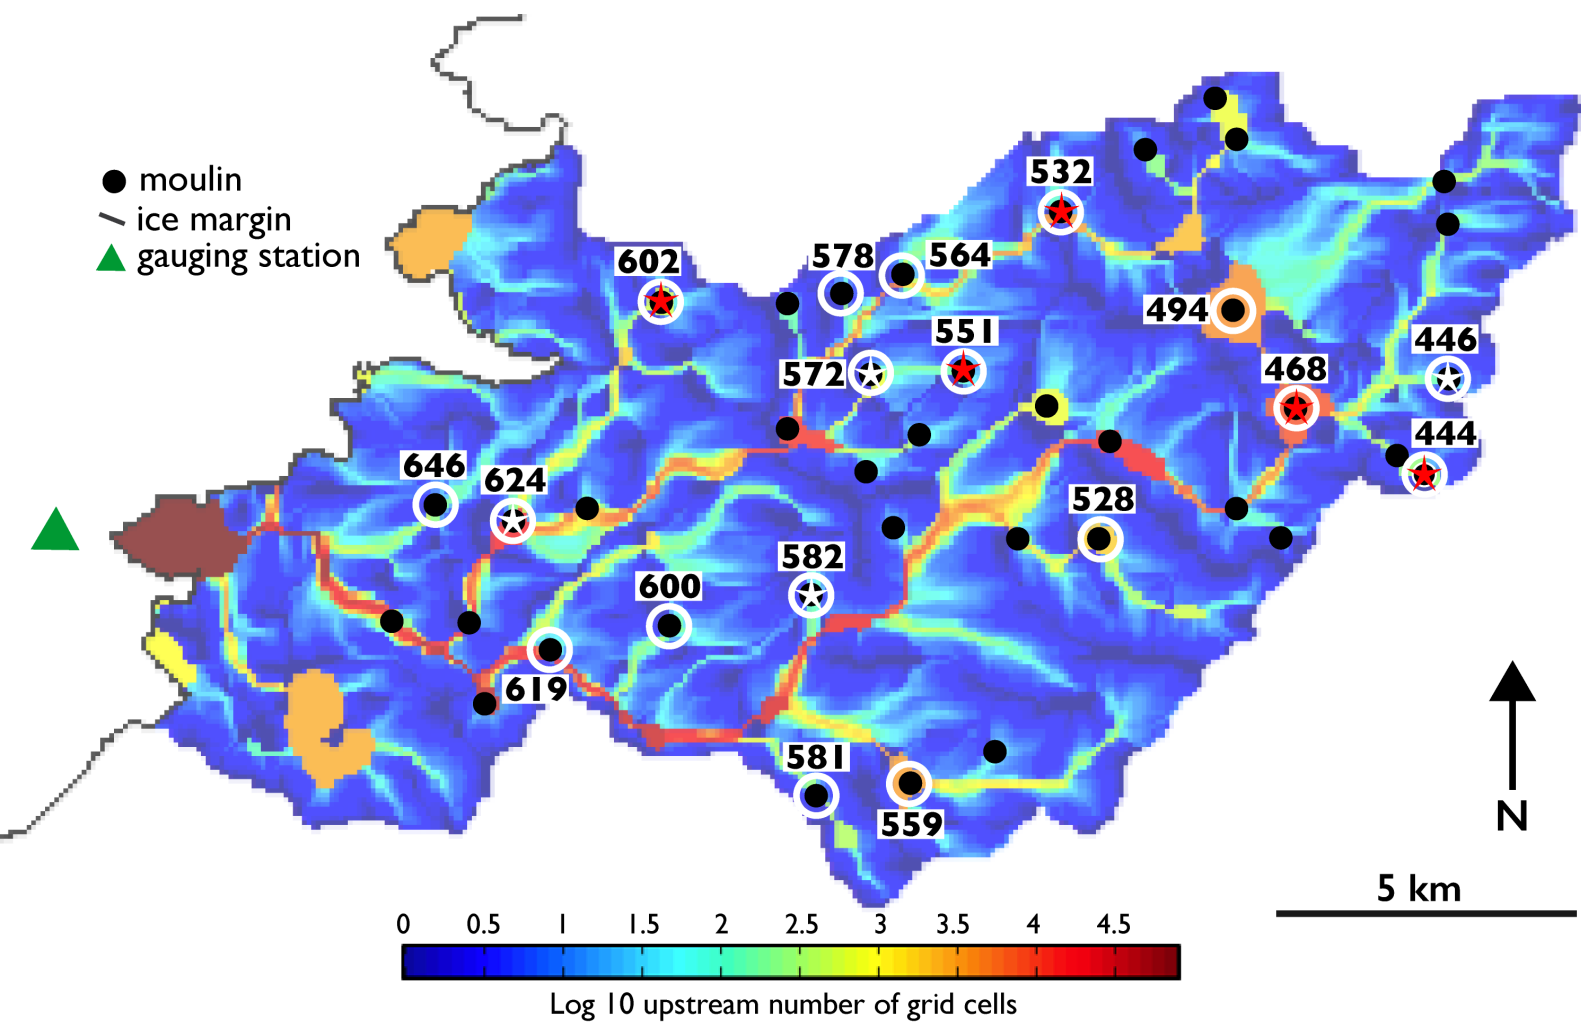 moulin
ice margin
gauging station
532
602
578
564
494
551
446
572
468
444
646
624
528
582
600
619
581
559
N
5 km
0 0.5 1 1.5 2 2.5 3 3.5 4 4.5
Log 10 upstream number of grid cells